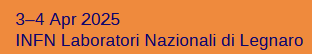 3–4 Apr 2025
INFN Laboratori Nazionali di Legnaro